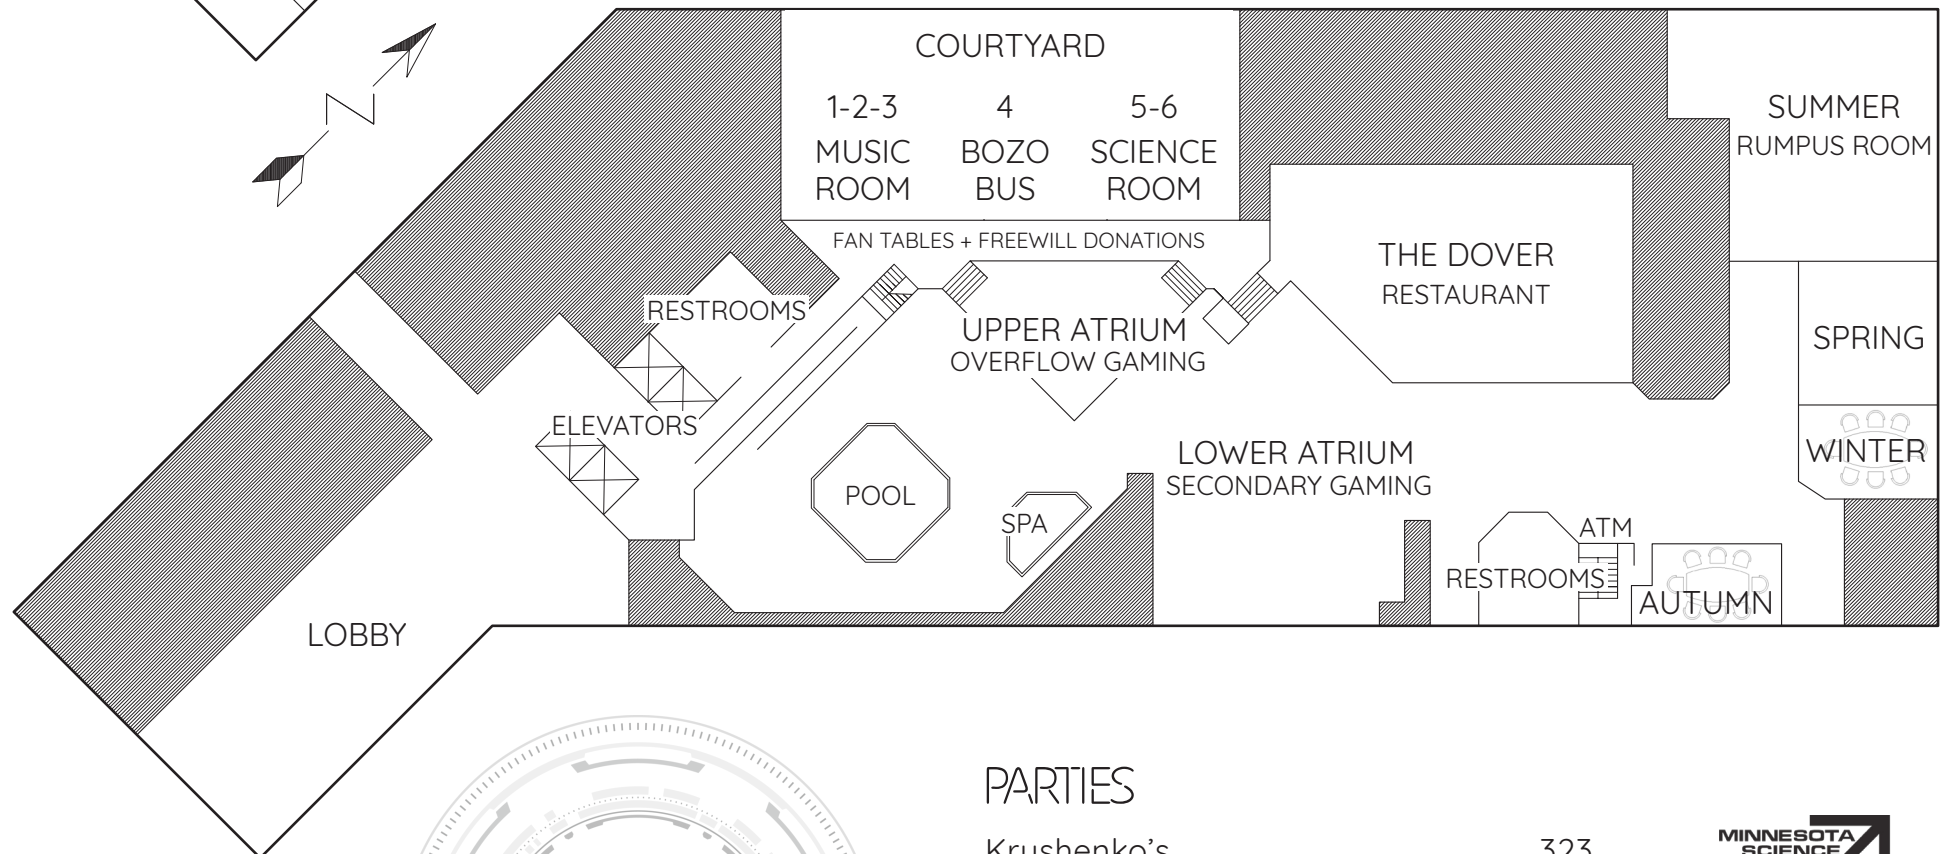 COURTYARD
1-2-3
MUSIC
ROOM
4
BOZO
BUS
5-6
SCIENCE
ROOM
SUMMER
RUMPUS ROOM
N
FAN TABLES + FREEWILL DONATIONS
THE DOVER
RESTAURANT
RESTROOMS
UPPER ATRIUM
OVERFLOW GAMING
SPRING
ELEVATORS
LOWER ATRIUM
SECONDARY GAMING
WINTER
POOL
SPA
ATM
RESTROOMS
AUTUMN
LOBBY
PARTIES
Krushenko's 323
MINNESOTA
SCIENCE